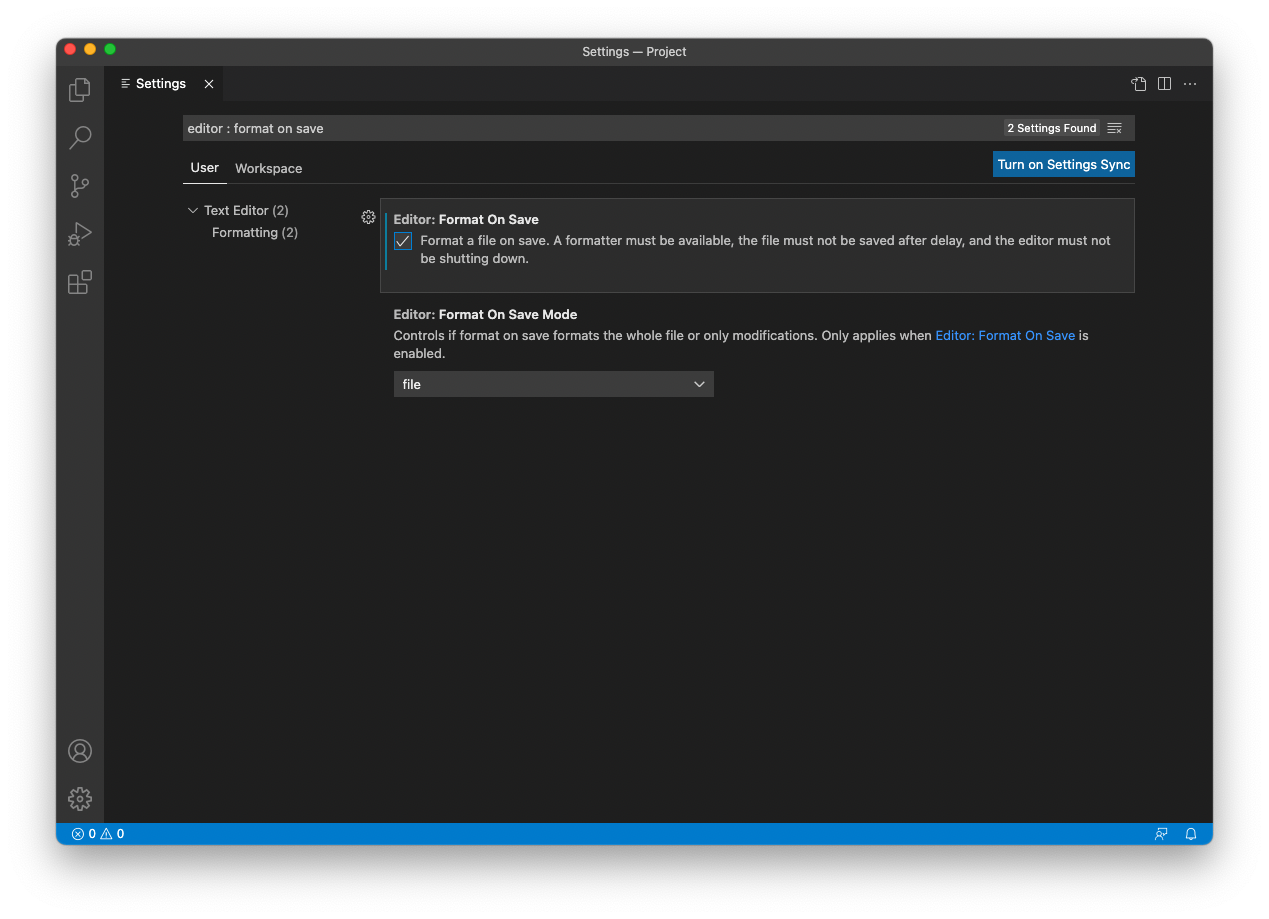 Settings — Project
Settings
editor : format on save
2 Settings Found
User
Workspace
Turn on Settings Sync
Text Editor (2)
Formatting (2)
Editor: Format On Save
Format a file on save. A formatter must be available, the file must not be saved after delay, and the editor must not
be shutting down.
Editor: Format On Save Mode
Controls if format on save formats the whole file or only modifications. Only applies when Editor: Format On Save is
enabled.
file
0
0